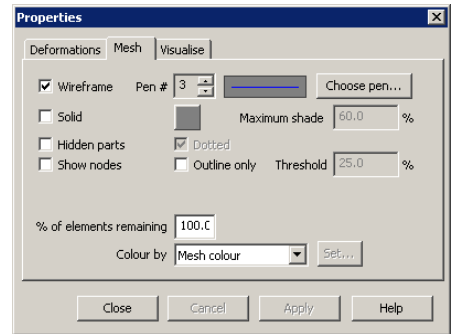 Properties
Deformations Mesh Visualise
Wireframe Pen # 3 Choose pen...
Solid Maximum shade 60.0 %
Hidden parts Dotted
Show nodes Outline only Threshold 25.0 %
% of elements remaining 100.0
Colour by Mesh colour Set...
Close Cancel Apply Help